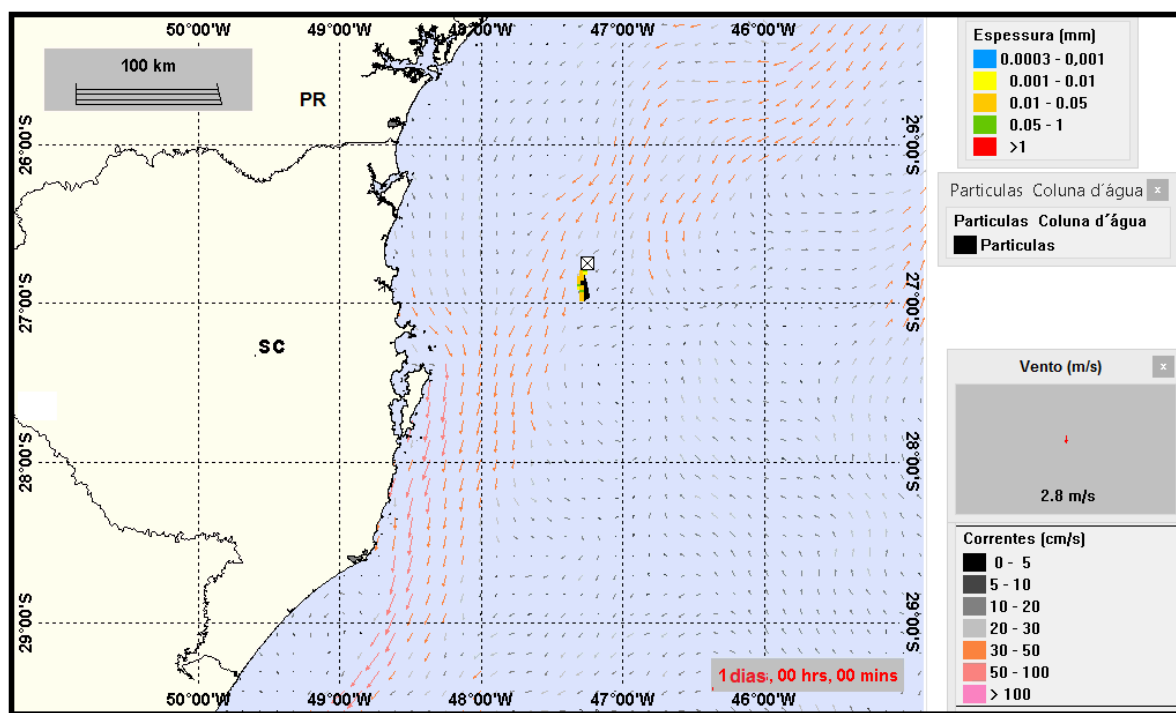 50°00'W 49°00'W 48°00'W 47°00'W 46°00'W
100 km
PR
SC
26°00'S
27°00'S
28°00'S
29°00'S
26°00'S
27°00'S
28°00'S
29°00'S
1 dias, 00 hrs, 00 mins
50°00'W 49°00'W 48°00'W 47°00'W 46°00'W
Espessura (mm)
0.0003 - 0,001
0.001 - 0.01
0.01 - 0.05
0.05 - 1
>1
Particulas Coluna d´água x
Particulas Coluna d´água
Particulas
Vento (m/s) x
2.8 m/s
Correntes (cm/s)
0 - 5
5 - 10
10 - 20
20 - 30
30 - 50
50 - 100
> 100